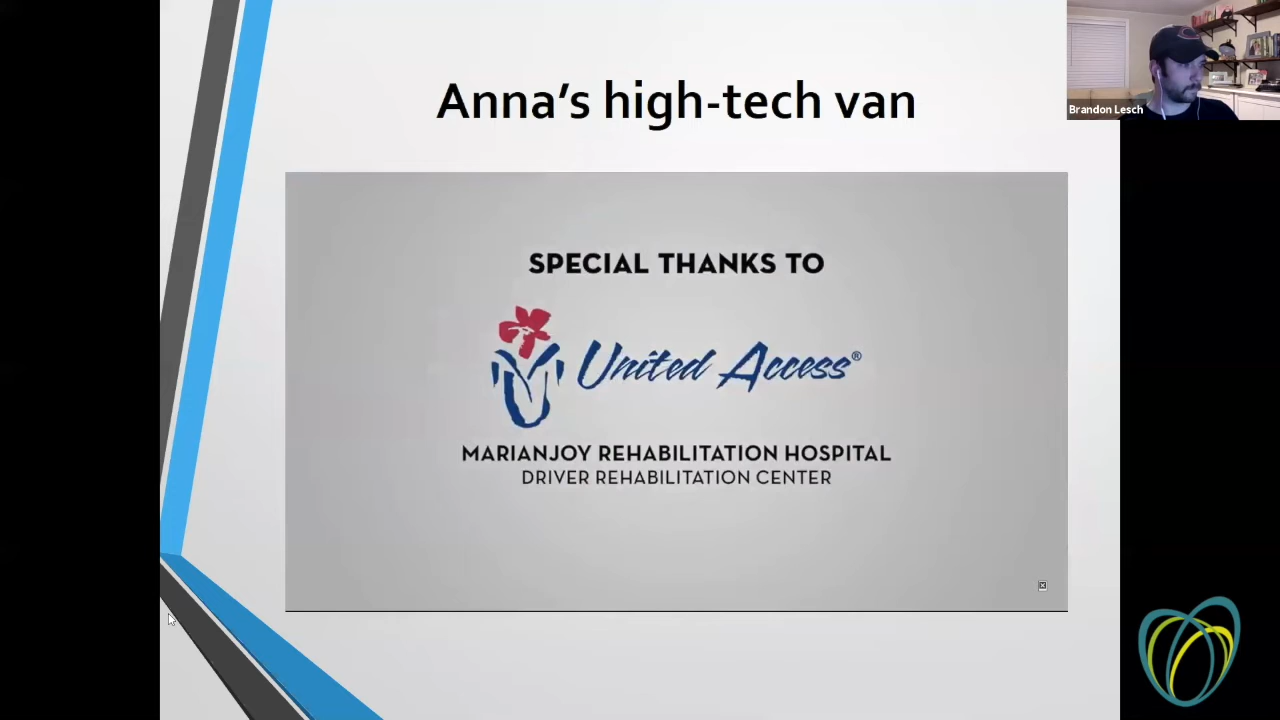 Anna's high-tech van
Brandon Lesch
SPECIAL THANKS TO
United Access®
MARIANJOY REHABILITATION HOSPITAL
DRIVER REHABILITATION CENTER